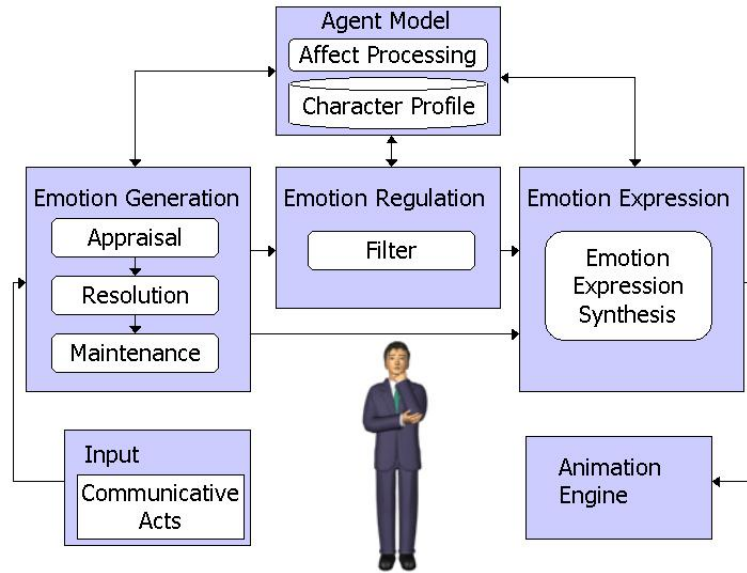 Agent Model
Affect Processing
Character Profile
Emotion Generation
Appraisal
Resolution
Maintenance
Emotion Regulation
Filter
Emotion Expression
Emotion
Expression
Synthesis
Input
Communicative
Acts
Animation
Engine